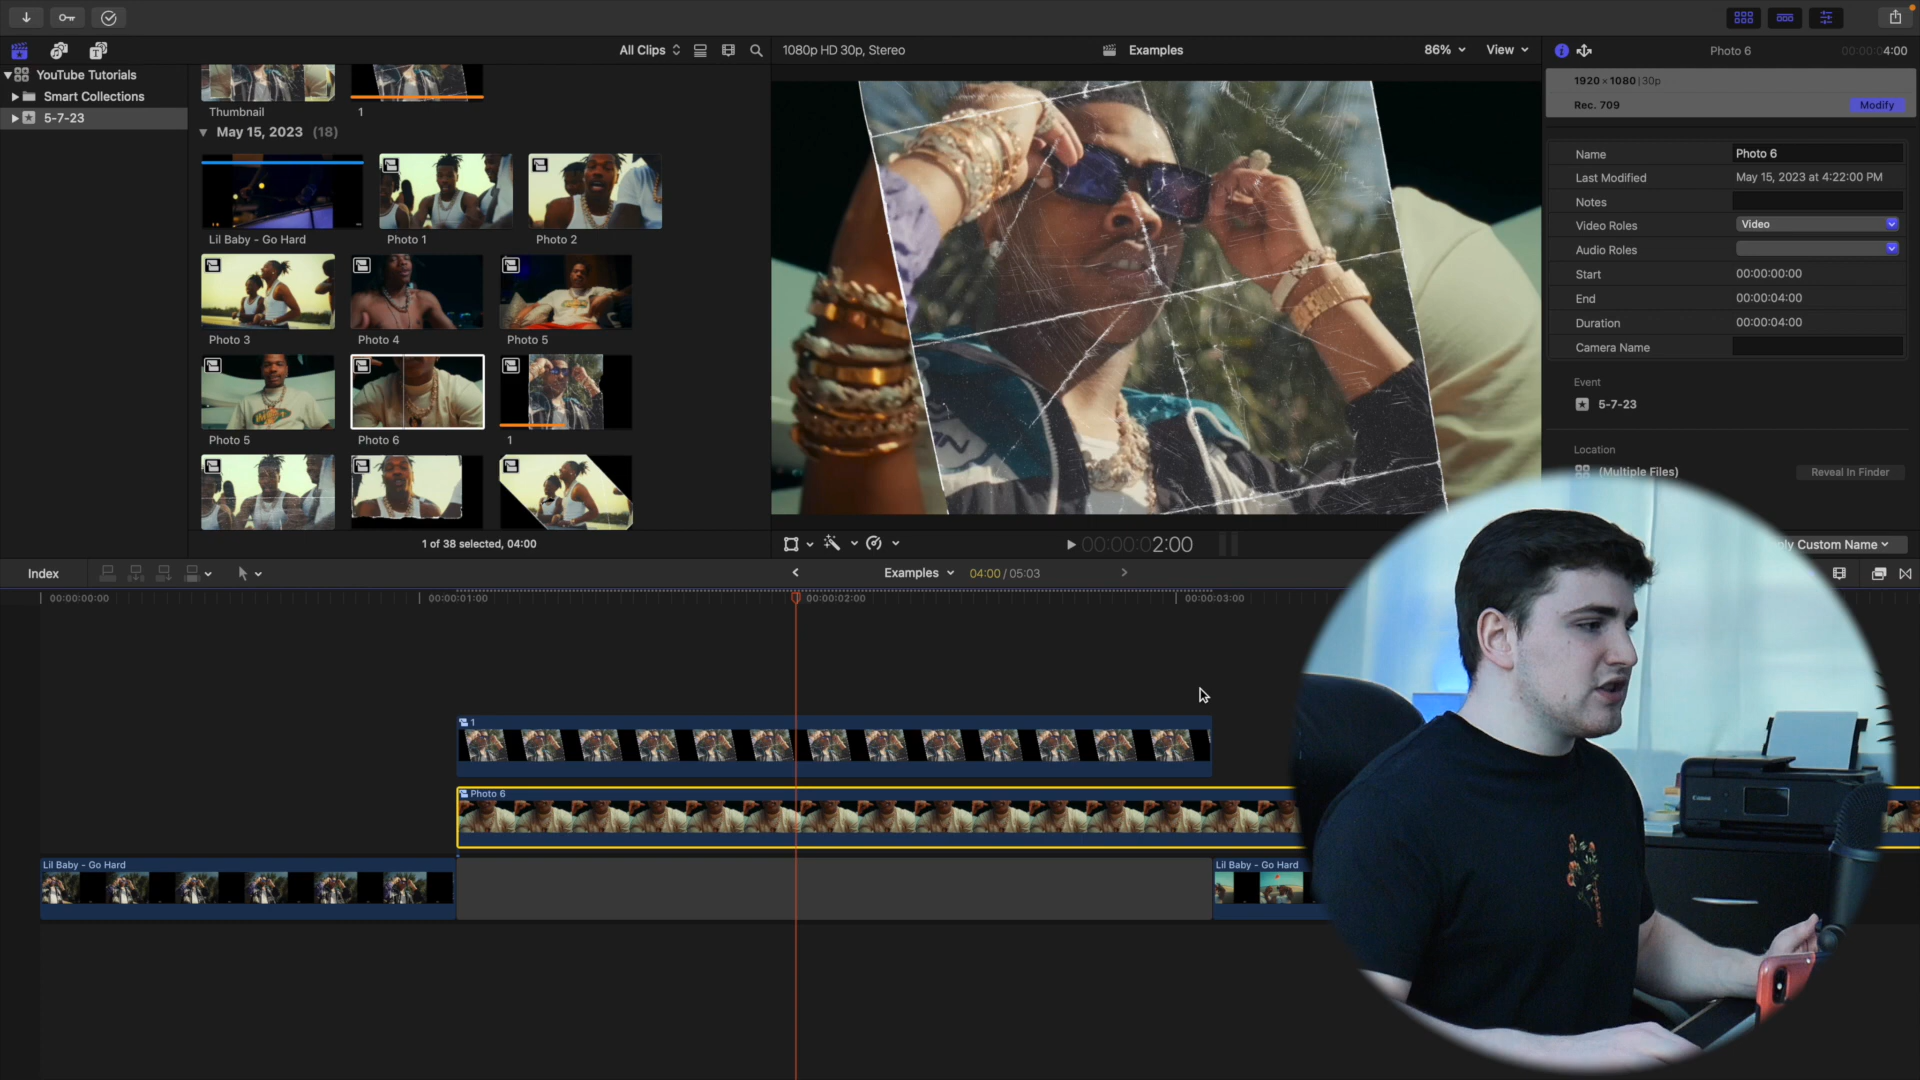 All Clips
1080p HD 30p, Stereo
Examples
86%
View
Photo 6
00:00:04:00
YouTube Tutorials
Smart Collections
5-7-23
1920 × 1080 | 30p
Rec. 709
Modify
Thumbnail
1
May 15, 2023 (18)
Lil Baby - Go Hard
Photo 1
Photo 2
Photo 3
Photo 4
Photo 5
Photo 5
Photo 6
1
1 of 38 selected, 04:00
Name
Photo 6
Last Modified
May 15, 2023 at 4:22:00 PM
Notes
Video Roles
Video
Audio Roles
Start
00:00:00:00
End
00:00:04:00
Duration
00:00:04:00
Camera Name
Event
5-7-23
Location
(Multiple Files)
Reveal In Finder
00:00:02:00
ply Custom Name
Index
Examples
04:00 / 05:03
00:00:00:00
00:00:01:00
00:00:02:00
00:00:03:00
1
Photo 6
Lil Baby - Go Hard
Lil Baby - Go Hard
Canon